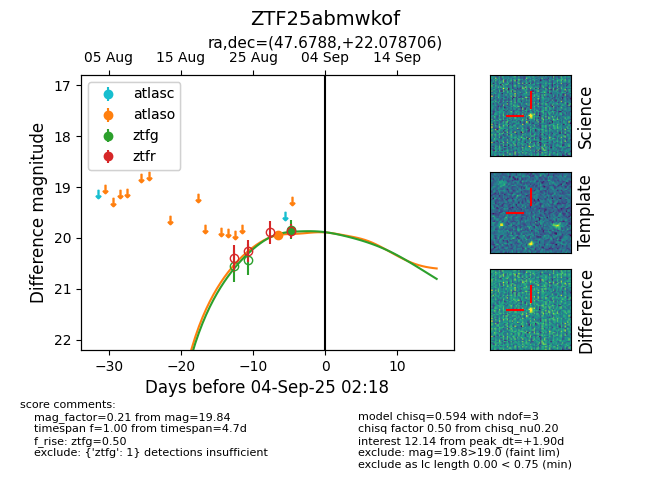 ZTF25abmwkof
ra,dec=(47.6788,+22.078706)
05 Aug 15 Aug 25 Aug 04 Sep 14 Sep
atlasc
atlaso
ztfg
ztfr
17
18
19
20
21
22
Difference magnitude
−30 −20 −10 0 10
Days before 04-Sep-25 02:18
Science
Template
Difference
score comments:
mag_factor=0.21 from mag=19.84
timespan f=1.00 from timespan=4.7d
f_rise: ztfg=0.50
exclude: {'ztfg': 1} detections insufficient
model chisq=0.594 with ndof=3
chisq factor 0.50 from chisq_nu0.20
interest 12.14 from peak_dt=+1.90d
exclude: mag=19.8>19.0 (faint lim)
exclude as lc length 0.00 < 0.75 (min)